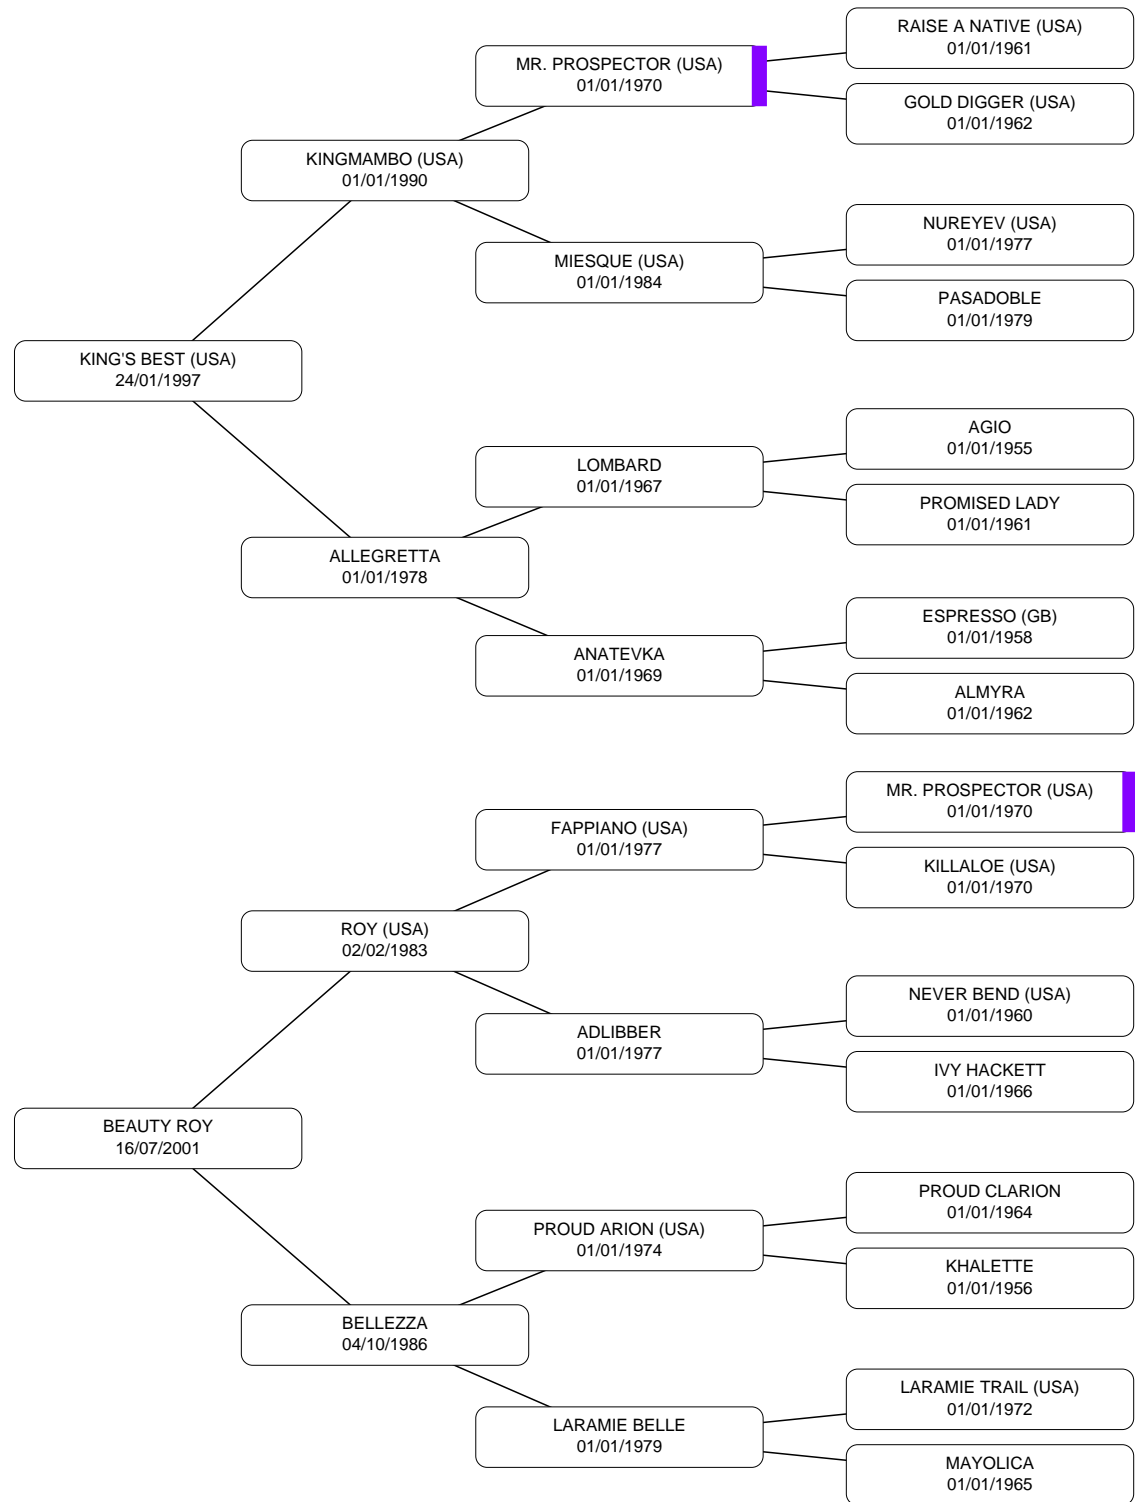 RAISE A NATIVE (USA)
01/01/1961
MR. PROSPECTOR (USA)
01/01/1970
GOLD DIGGER (USA)
01/01/1962
KINGMAMBO (USA)
01/01/1990
NUREYEV (USA)
01/01/1977
MIESQUE (USA)
01/01/1984
PASADOBLE
01/01/1979
KING'S BEST (USA)
24/01/1997
AGIO
01/01/1955
LOMBARD
01/01/1967
PROMISED LADY
01/01/1961
ALLEGRETTA
01/01/1978
ESPRESSO (GB)
01/01/1958
ANATEVKA
01/01/1969
ALMYRA
01/01/1962
MR. PROSPECTOR (USA)
01/01/1970
FAPPIANO (USA)
01/01/1977
KILLALOE (USA)
01/01/1970
ROY (USA)
02/02/1983
NEVER BEND (USA)
01/01/1960
ADLIBBER
01/01/1977
IVY HACKETT
01/01/1966
BEAUTY ROY
16/07/2001
PROUD CLARION
01/01/1964
PROUD ARION (USA)
01/01/1974
KHALETTE
01/01/1956
BELLEZZA
04/10/1986
LARAMIE TRAIL (USA)
01/01/1972
LARAMIE BELLE
01/01/1979
MAYOLICA
01/01/1965